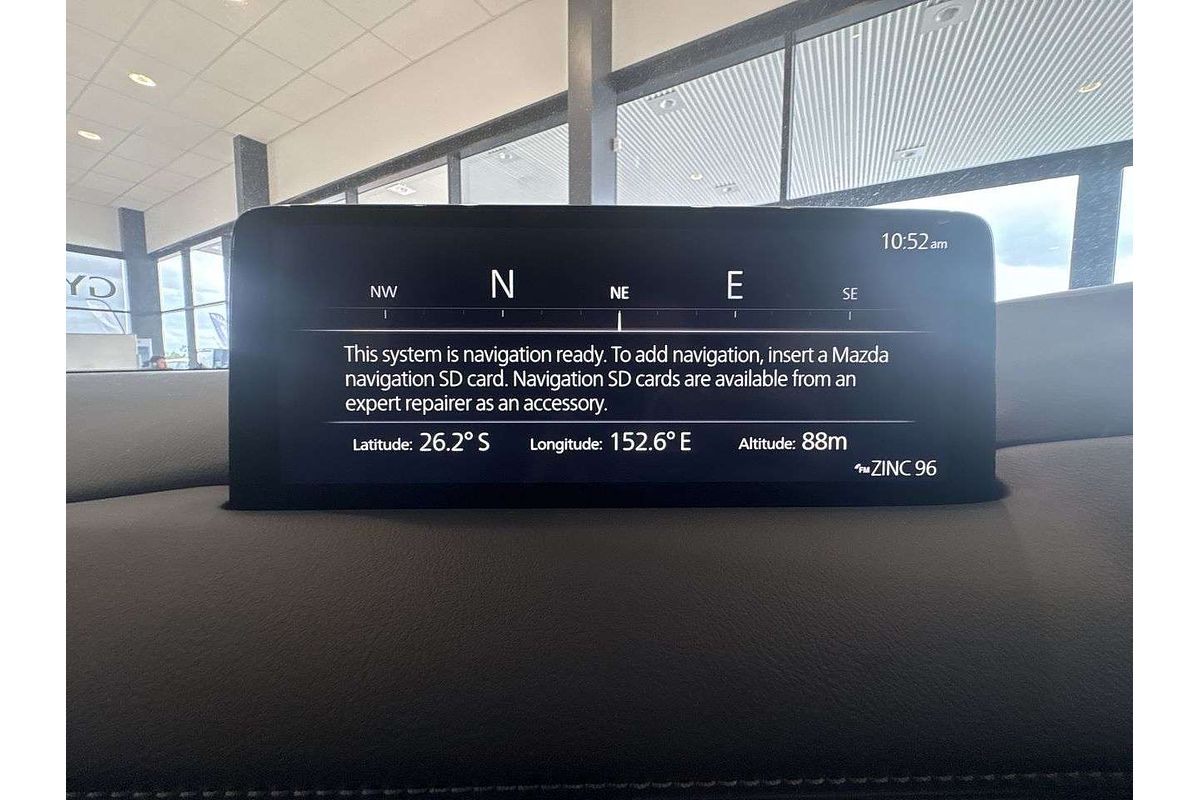 10:52am
NW N NE E SE
This system is navigation ready. To add navigation, insert a Mazda
navigation SD card. Navigation SD cards are available from an
expert repairer as an accessory.
Latitude: 26.2° S Longitude: 152.6° E Altitude: 88m
FM ZINC 96
GY